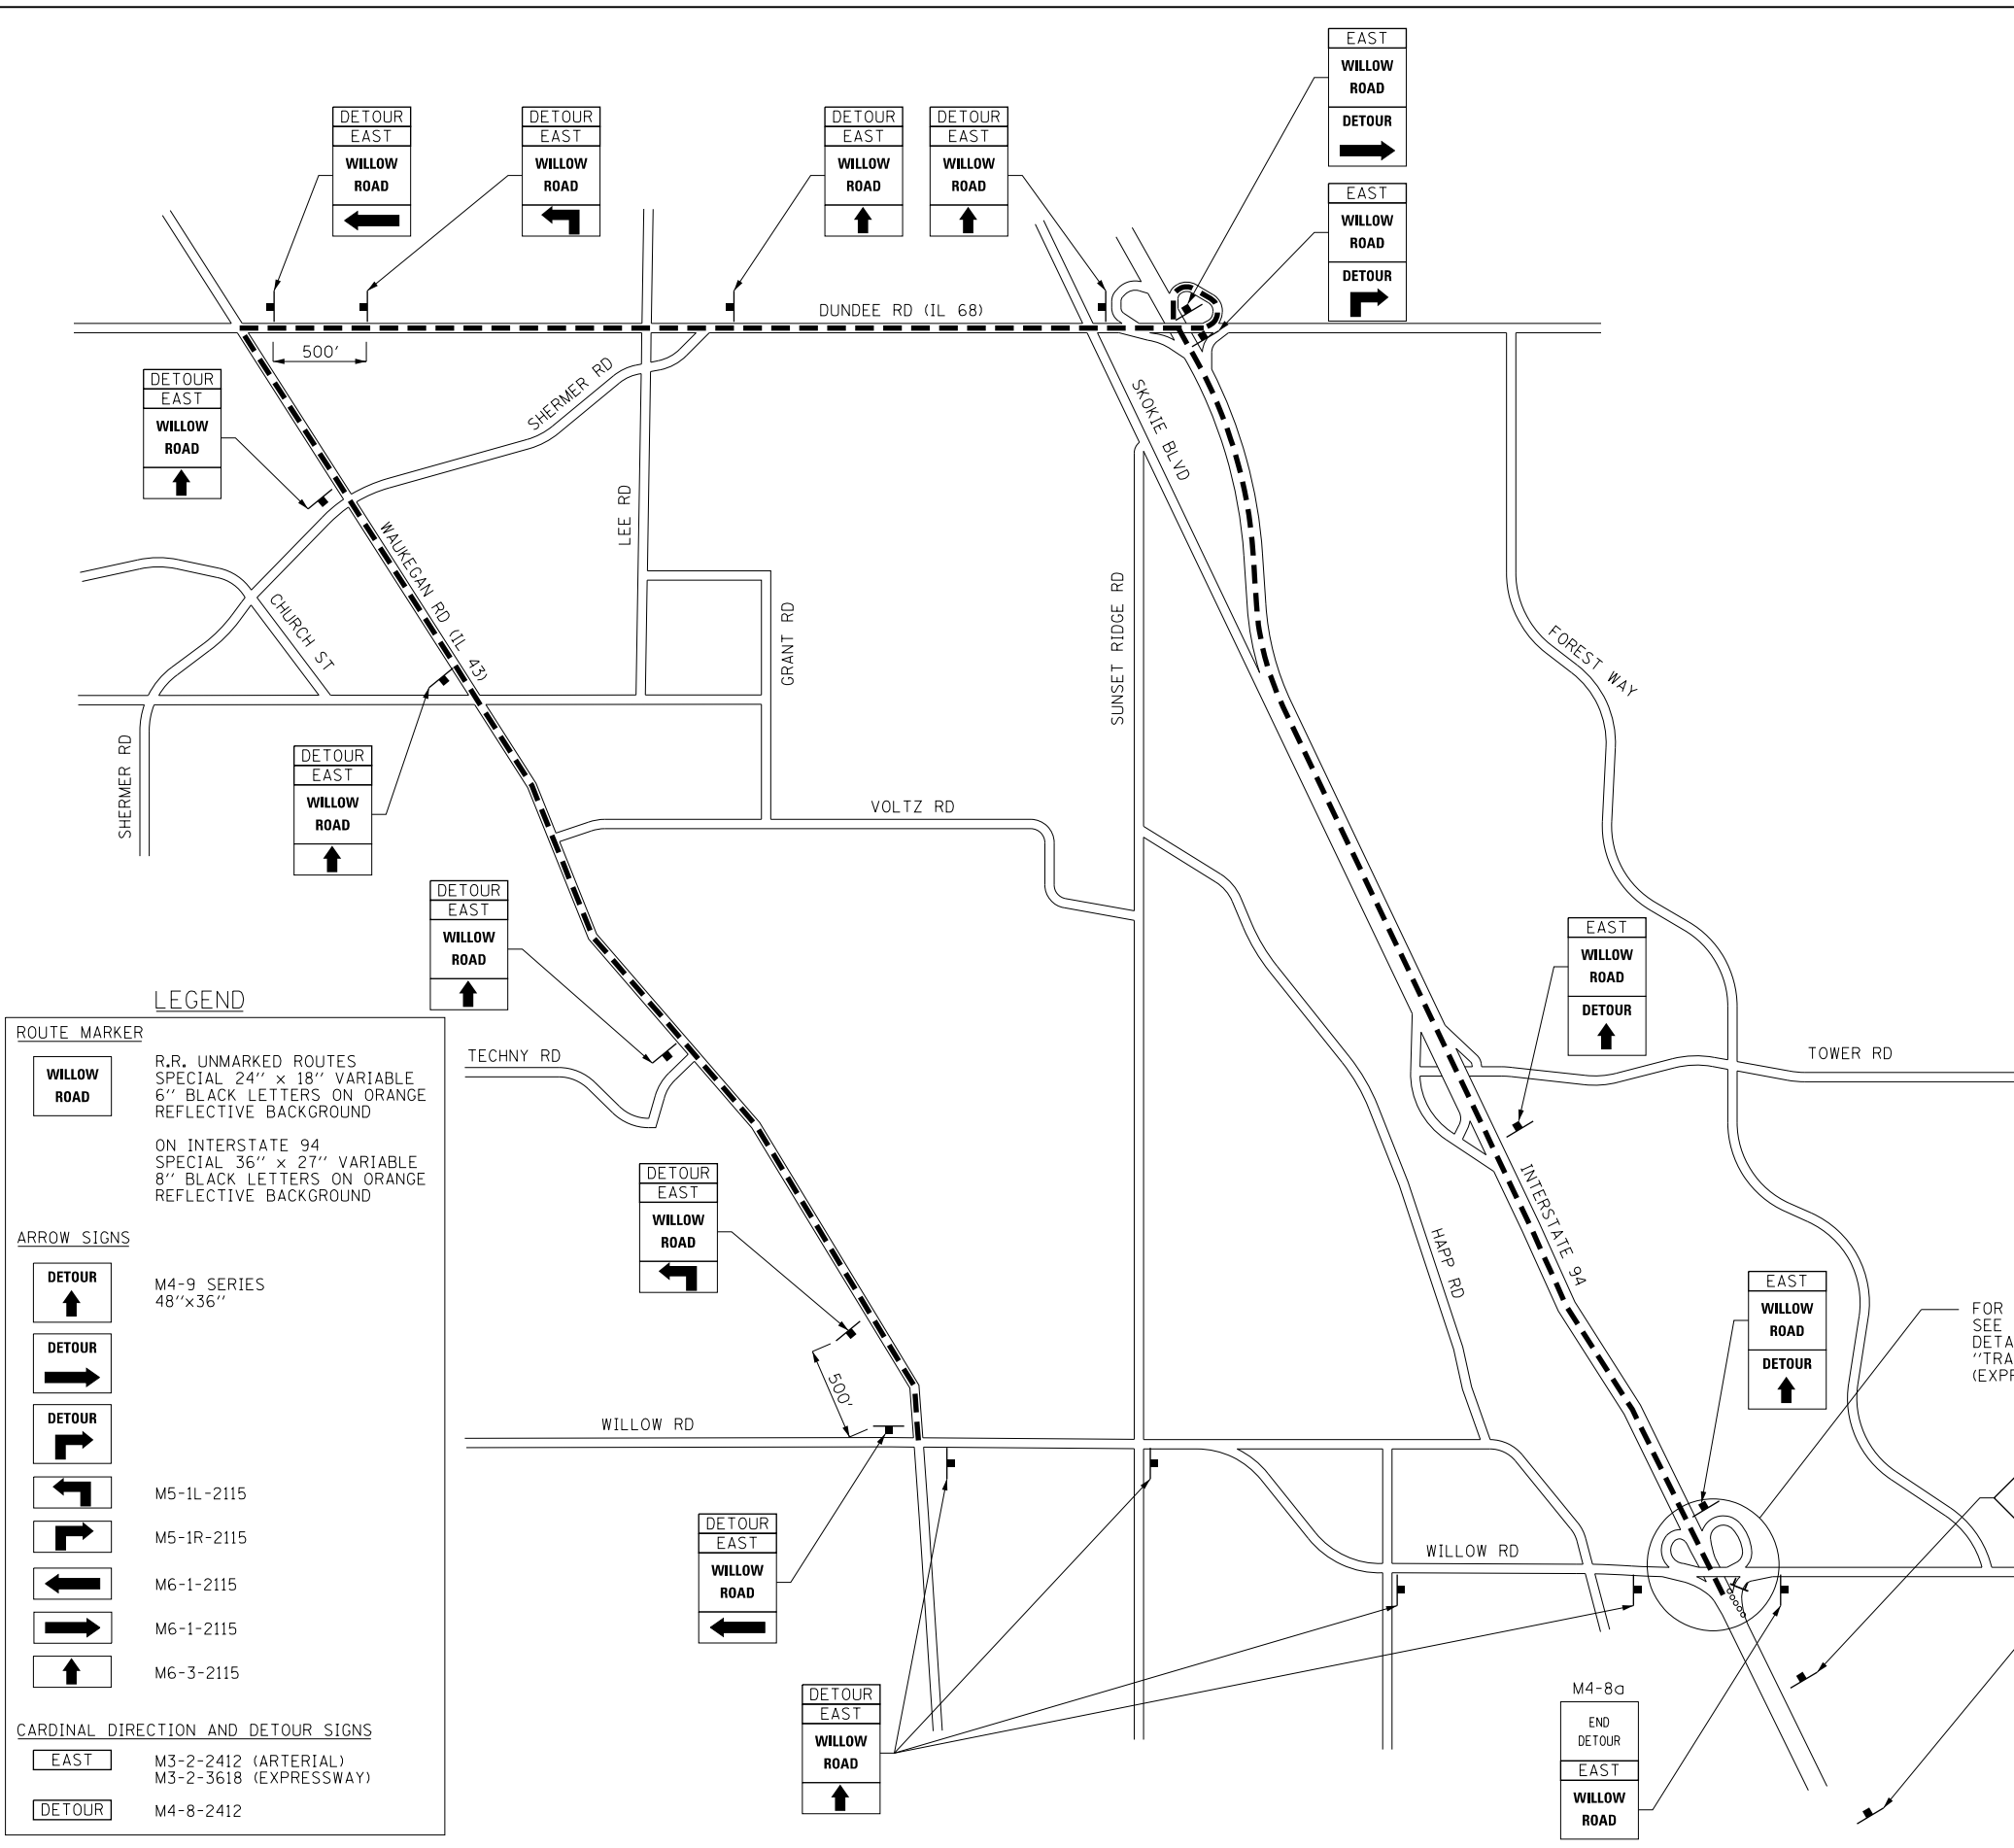 EAST
WILLOW
ROAD
DETOUR
DETOUR
EAST
WILLOW
ROAD
DETOUR
EAST
WILLOW
ROAD
DETOUR
EAST
WILLOW
ROAD
DETOUR
EAST
WILLOW
ROAD
EAST
WILLOW
ROAD
DETOUR
DUNDEE RD (IL 68)
500'
DETOUR
EAST
WILLOW
ROAD
SHERMER RD
SKOKIE BLVD
LEE RD
WAUKEGAN RD (IL 43)
CHURCH ST
GRANT RD
SUNSET RIDGE RD
FOREST WAY
SHERMER RD
DETOUR
EAST
WILLOW
ROAD
VOLTZ RD
DETOUR
EAST
WILLOW
ROAD
EAST
WILLOW
ROAD
DETOUR
TECHNY RD
TOWER RD
DETOUR
EAST
WILLOW
ROAD
INTERSTATE 94
HAPP RD
EAST
WILLOW
ROAD
DETOUR
FOR
SEE
DETA
"TRA
(EXP
500'
WILLOW RD
WILLOW RD
DETOUR
EAST
WILLOW
ROAD
DETOUR
EAST
WILLOW
ROAD
M4-8a
END
DETOUR
EAST
WILLOW
ROAD
LEGEND
ROUTE MARKER
WILLOW
ROAD
R.R. UNMARKED ROUTES
SPECIAL 24" x 18" VARIABLE
6" BLACK LETTERS ON ORANGE
REFLECTIVE BACKGROUND
ON INTERSTATE 94
SPECIAL 36" x 27" VARIABLE
8" BLACK LETTERS ON ORANGE
REFLECTIVE BACKGROUND
ARROW SIGNS
DETOUR
M4-9 SERIES
48"x36"
DETOUR
DETOUR
M5-1L-2115
M5-1R-2115
M6-1-2115
M6-1-2115
M6-3-2115
CARDINAL DIRECTION AND DETOUR SIGNS
EAST
M3-2-2412 (ARTERIAL)
M3-2-3618 (EXPRESSWAY)
DETOUR
M4-8-2412